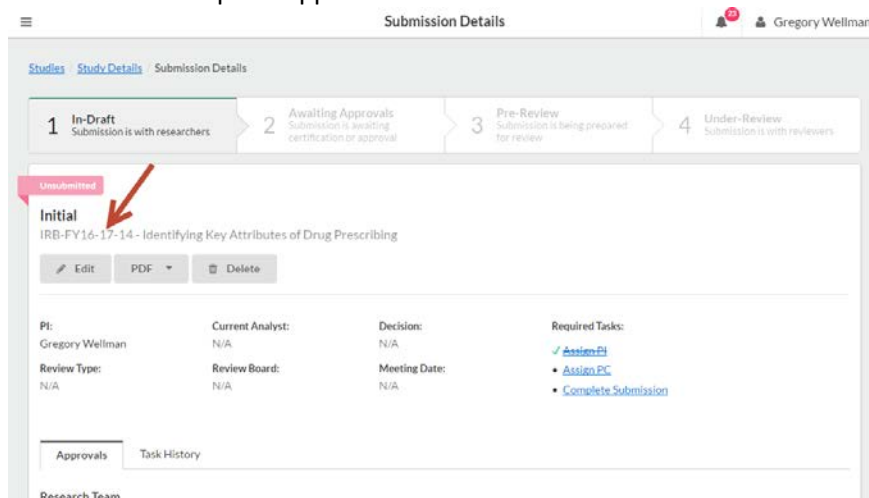 Submission Details
23
Gregory Wellman
Studies / Study Details / Submission Details
1 In-Draft
Submission is with researchers
2 Awaiting Approvals
Submission is awaiting
certification or approval
3 Pre-Review
Submission is being prepared
for review
4 Under-Review
Submission is with reviewers
Unsubmitted
Initial
IRB-FY16-17-14 - Identifying Key Attributes of Drug Prescribing
Edit PDF Delete
PI: Current Analyst: Decision: Required Tasks:
Gregory Wellman N/A N/A
✓ Assign PI
Review Type: Review Board: Meeting Date: • Assign PC
N/A N/A N/A
• Complete Submission
Approvals Task History
Research Team